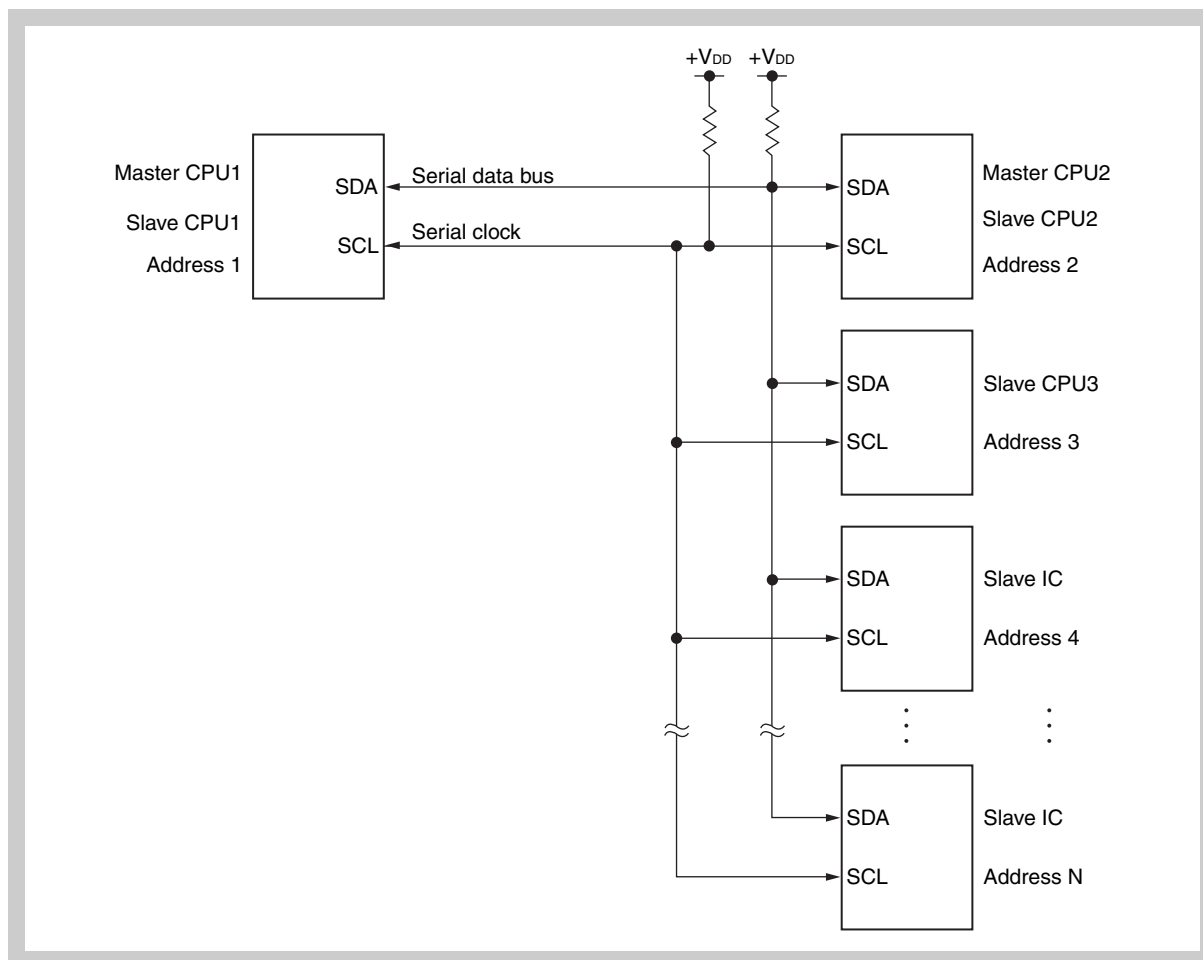 +VDD +VDD
Master CPU1
Slave CPU1
Address 1
SDA
SCL
Serial data bus
Serial clock
SDA
SCL
Master CPU2
Slave CPU2
Address 2
SDA
SCL
Slave CPU3
Address 3
SDA
SCL
Slave IC
Address 4
SDA
SCL
Slave IC
Address N